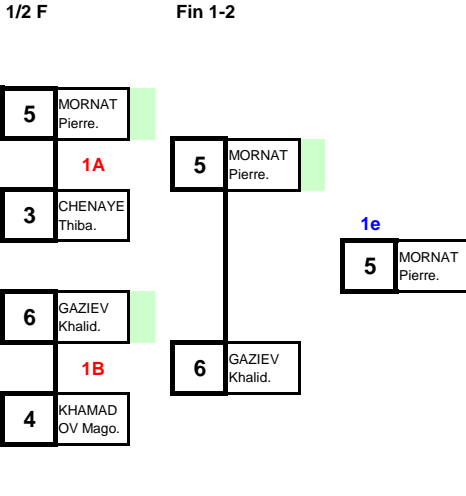 1/2 F
Fin 1-2
5
MORNAT
Pierre.
1A
3
CHENAYE
Thiba.
6
GAZIEV
Khalid.
1B
4
KHAMAD
OV Mago.
5
MORNAT
Pierre.
6
GAZIEV
Khalid.
1e
5
MORNAT
Pierre.